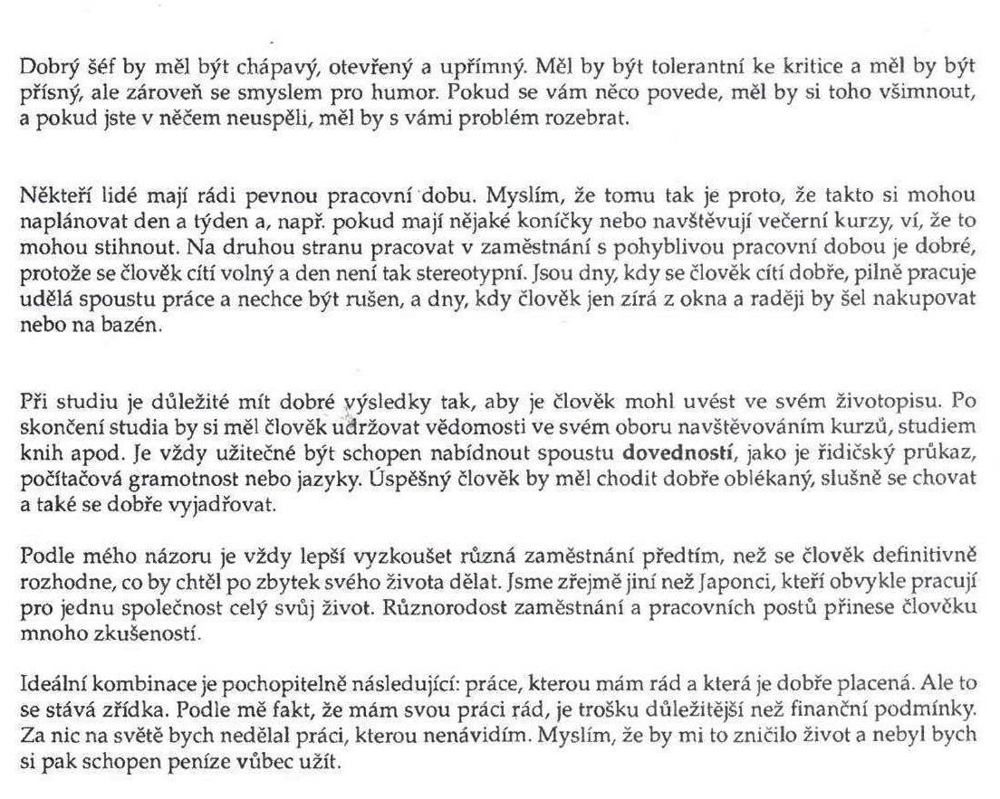 Dobrý šéf by měl být chápavý, otevřený a upřímný. Měl by být tolerantní ke kritice a měl by být
přísný, ale zároveň se smyslem pro humor. Pokud se vám něco povede, měl by si toho všimnout,
a pokud jste v něčem neuspěli, měl by s vámi problém rozebrat.
Někteří lidé mají rádi pevnou pracovní dobu. Myslím, že tomu tak je proto, že takto si mohou
naplánovat den a týden a, např. pokud mají nějaké koníčky nebo navštěvují večerní kurzy, ví, že to
mohou stihnout. Na druhou stranu pracovat v zaměstnání s pohyblivou pracovní dobou je dobré,
protože se člověk cítí volný a den není tak stereotypní. Jsou dny, kdy se člověk cítí dobře, pilně pracuje
udělá spoustu práce a nechce být rušen, a dny, kdy člověk jen zírá z okna a raději by šel nakupovat
nebo na bazén.
Při studiu je důležité mít dobré výsledky tak, aby je člověk mohl uvést ve svém životopisu. Po
skončení studia by si měl člověk udržovat vědomosti ve svém oboru navštěvováním kurzů, studiem
knih apod. Je vždy užitečné být schopen nabídnout spoustu dovedností, jako je řidičský průkaz,
počítačová gramotnost nebo jazyky. Úspěšný člověk by měl chodit dobře oblékaný, slušně se chovat
a také se dobře vyjadřovat.
Podle mého názoru je vždy lepší vyzkoušet různá zaměstnání předtím, než se člověk definitivně
rozhodne, co by chtěl po zbytek svého života dělat. Jsme zřejmě jiní než Japonci, kteří obvykle pracují
pro jednu společnost celý svůj život. Různorodost zaměstnání a pracovních postů přinese člověku
mnoho zkušeností.
Ideální kombinace je pochopitelně následující: práce, kterou mám rád a která je dobře placená. Ale to
se stává zřídka. Podle mě fakt, že mám svou práci rád, je trošku důležitější než finanční podmínky.
Za nic na světě bych nedělal práci, kterou nenávidím. Myslím, že by mi to zničilo život a nebyl bych
si pak schopen peníze vůbec užít.